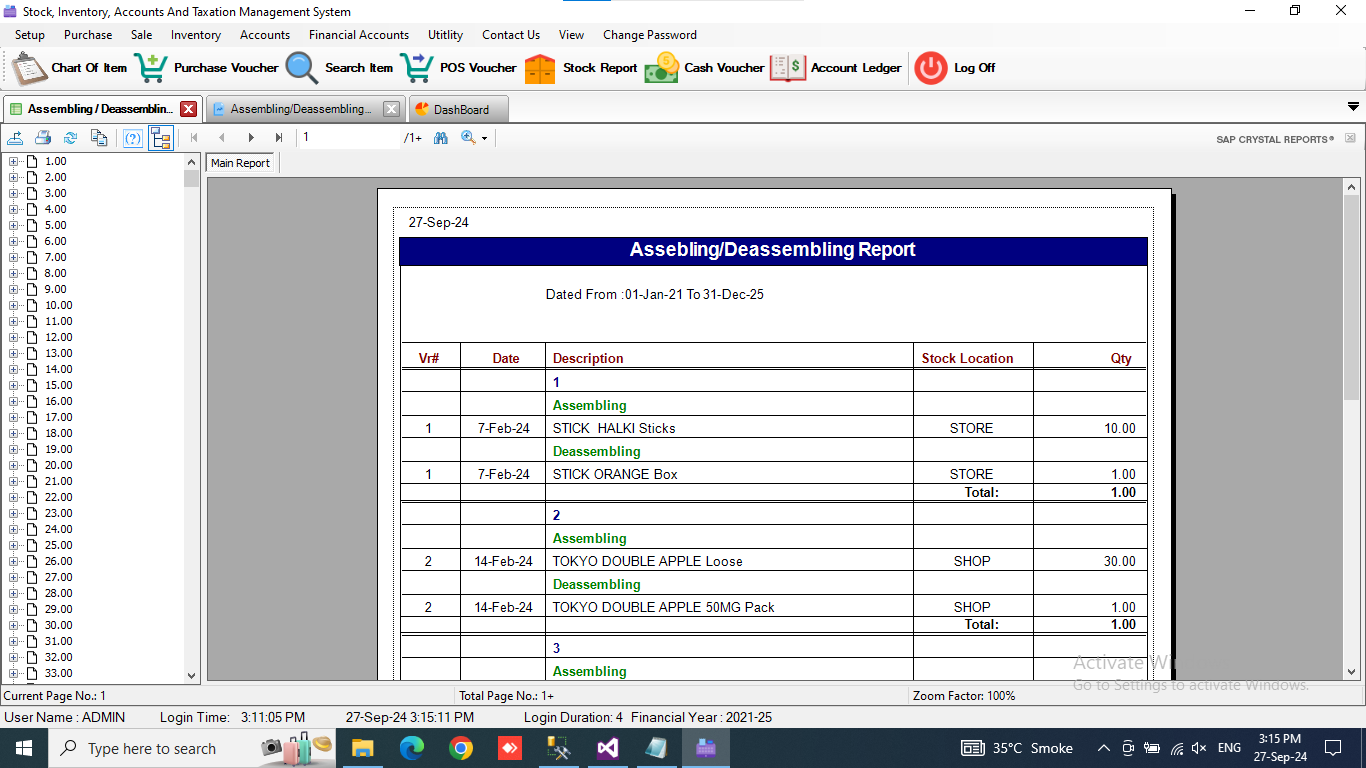 Stock, Inventory, Accounts And Taxation Management System
Setup Purchase Sale Inventory Accounts Financial Accounts Utitlity Contact Us View Change Password
Chart Of Item Purchase Voucher Search Item POS Voucher Stock Report Cash Voucher Account Ledger Log Off
Assembling / Deassemblin... Assembling/Deassembling... DashBoard
1 /1+ SAP CRYSTAL REPORTS®
Main Report
1.00
2.00
3.00
4.00
5.00
6.00
7.00
8.00
9.00
10.00
11.00
12.00
13.00
14.00
15.00
16.00
17.00
18.00
19.00
20.00
21.00
22.00
23.00
24.00
25.00
26.00
27.00
28.00
29.00
30.00
31.00
32.00
33.00
27-Sep-24
Assebling/Deassembling Report
Dated From :01-Jan-21 To 31-Dec-25
Vr# Date Description Stock Location Qty
1
Assembling
1 7-Feb-24 STICK HALKI Sticks STORE 10.00
Deassembling
1 7-Feb-24 STICK ORANGE Box STORE 1.00
Total: 1.00
2
Assembling
2 14-Feb-24 TOKYO DOUBLE APPLE Loose SHOP 30.00
Deassembling
2 14-Feb-24 TOKYO DOUBLE APPLE 50MG Pack SHOP 1.00
Total: 1.00
3
Assembling
Activate Wi
Go to Settings to activate Windows.
Current Page No.: 1 Total Page No.: 1+ Zoom Factor: 100%
User Name : ADMIN Login Time: 3:11:05 PM 27-Sep-24 3:15:11 PM Login Duration: 4 Financial Year : 2021-25
Type here to search 35°C Smoke ENG 3:15 PM
27-Sep-24